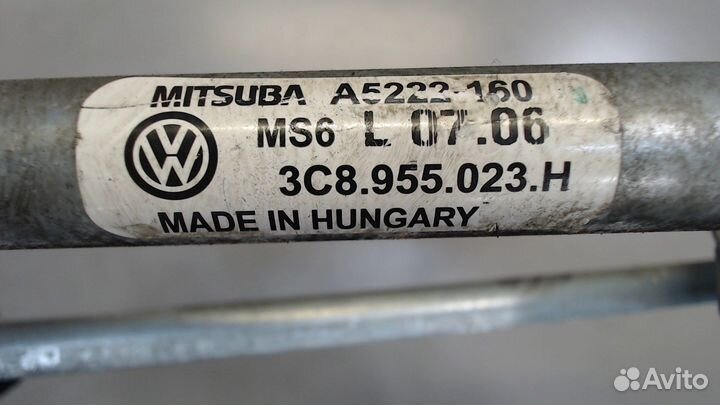 MITSUBA A5222-160
MS6 L 07.06
3C8.955.023.H
MADE IN HUNGARY
Avito